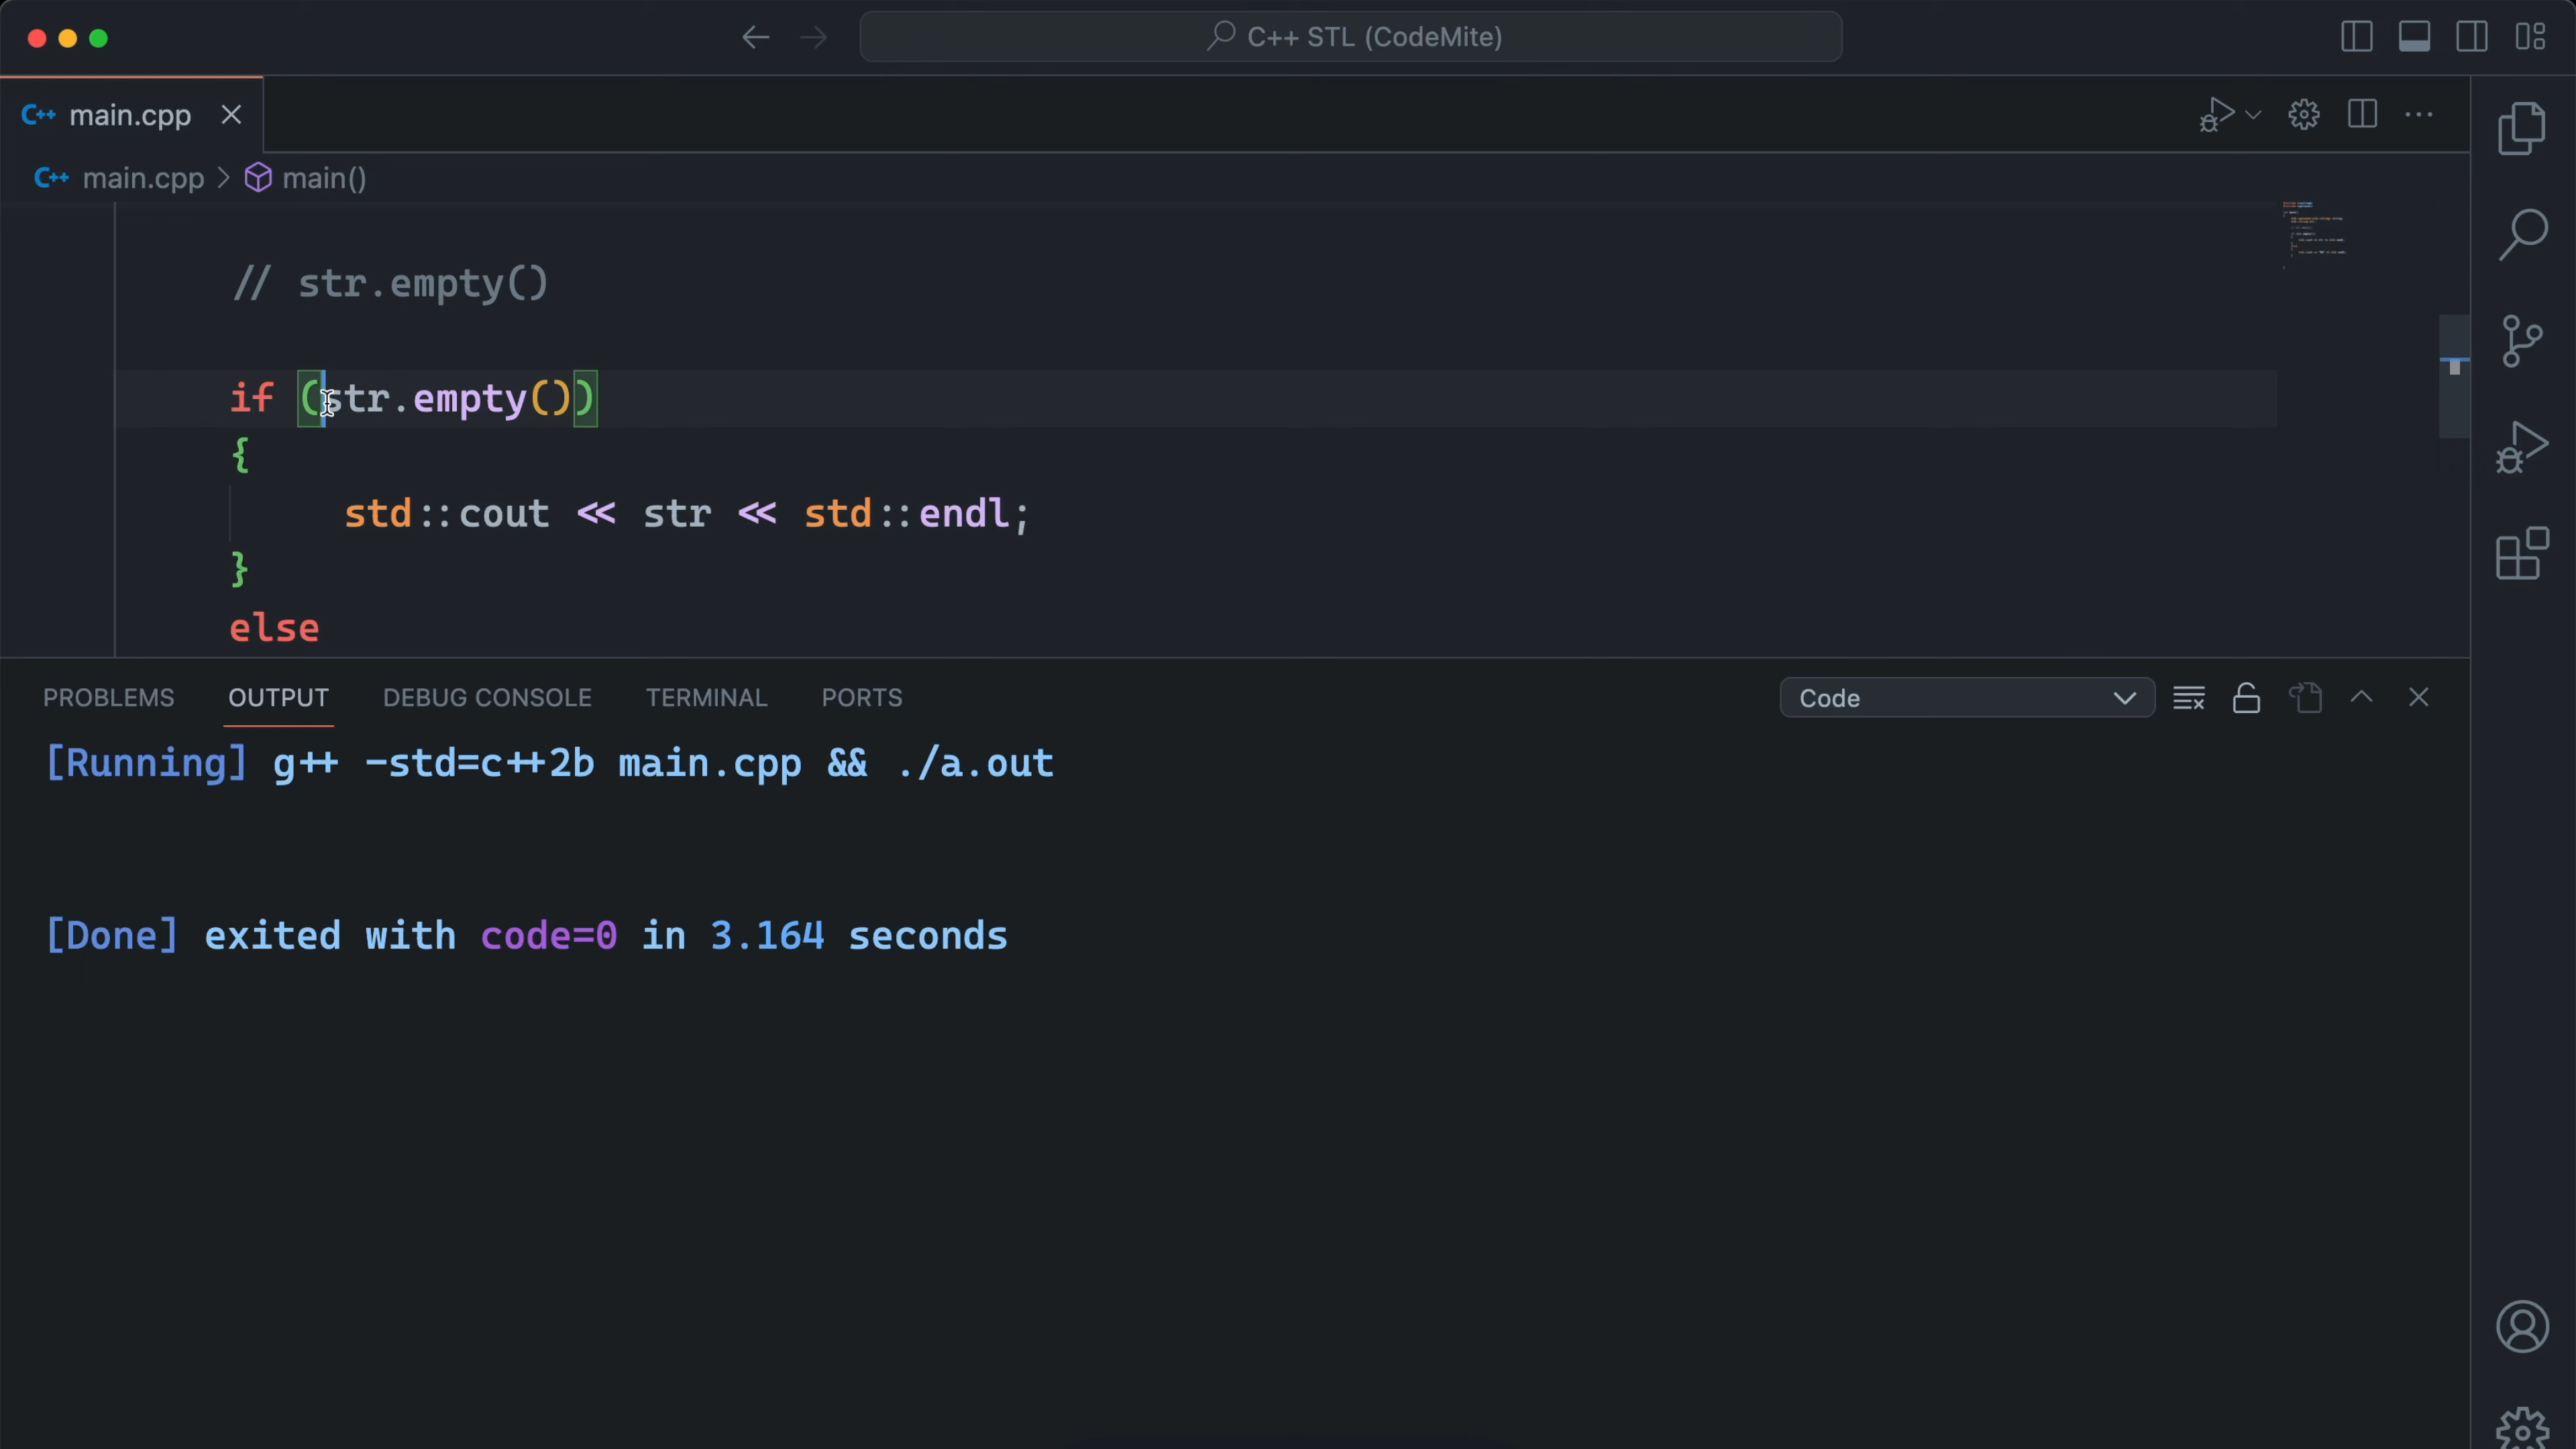 C++ STL (CodeMite)
C++ main.cpp
C++ main.cpp > main()
// str.empty()
if (str.empty())
{
std::cout << str << std::endl;
}
else
PROBLEMS OUTPUT DEBUG CONSOLE TERMINAL PORTS Code
[Running] g++ -std=c++2b main.cpp && ./a.out
[Done] exited with code=0 in 3.164 seconds